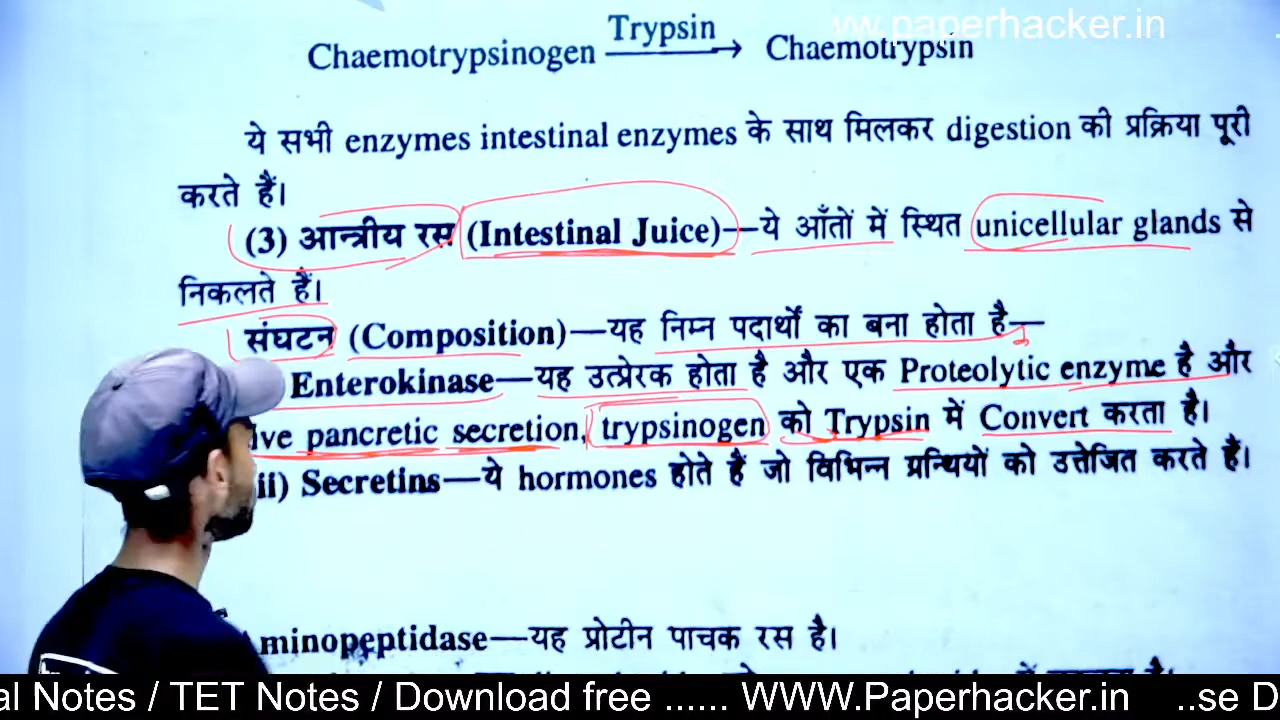 ww.paperhacker.in
Trypsin
Chaemotrypsinogen → Chaemotrypsin
ये सभी enzymes intestinal enzymes के साथ मिलकर digestion की प्रक्रिया पूरी
करते हैं।
(3) आन्त्रीय रस (Intestinal Juice)—ये आँतों में स्थित unicellular glands से
निकलते हैं।
संघटन (Composition)—यह निम्न पदार्थों का बना होता है—
Enterokinase—यह उत्प्रेरक होता है और एक Proteolytic enzyme है और
ive pancretic secretion, trypsinogen को Trypsin में Convert करता है।
ii) Secretins—ये hormones होते हैं जो विभिन्न ग्रन्थियों को उत्तेजित करते हैं।
Aminopeptidase—यह प्रोटीन पाचक रस है।
al Notes / TET Notes / Download free ...... WWW.Paperhacker.in ..se D